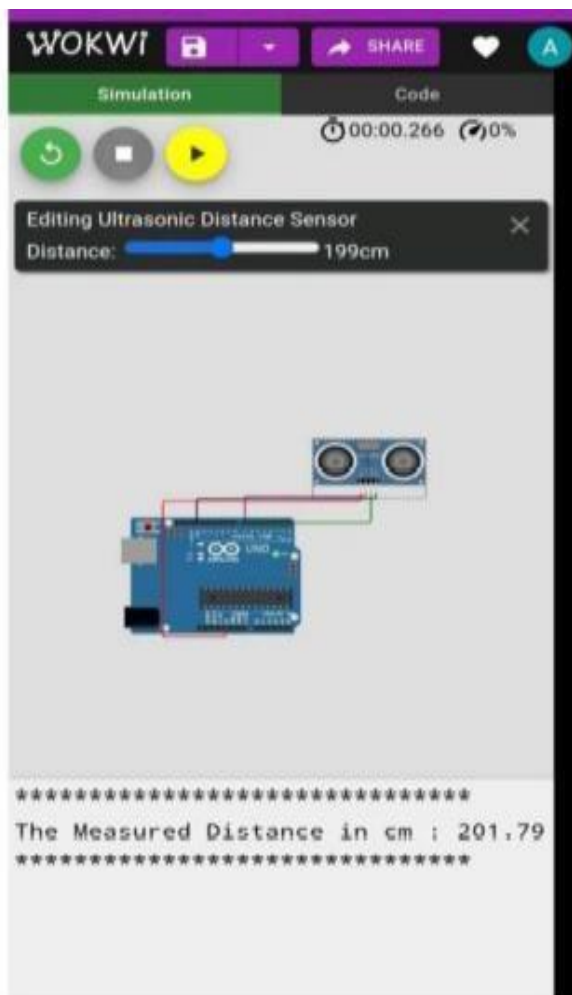 WOKWi
SHARE
A
Simulation
Code
00:00.266
0%
Editing Ultrasonic Distance Sensor
Distance:
199cm
UNO
*******************************
The Measured Distance in cm : 201.79
*******************************